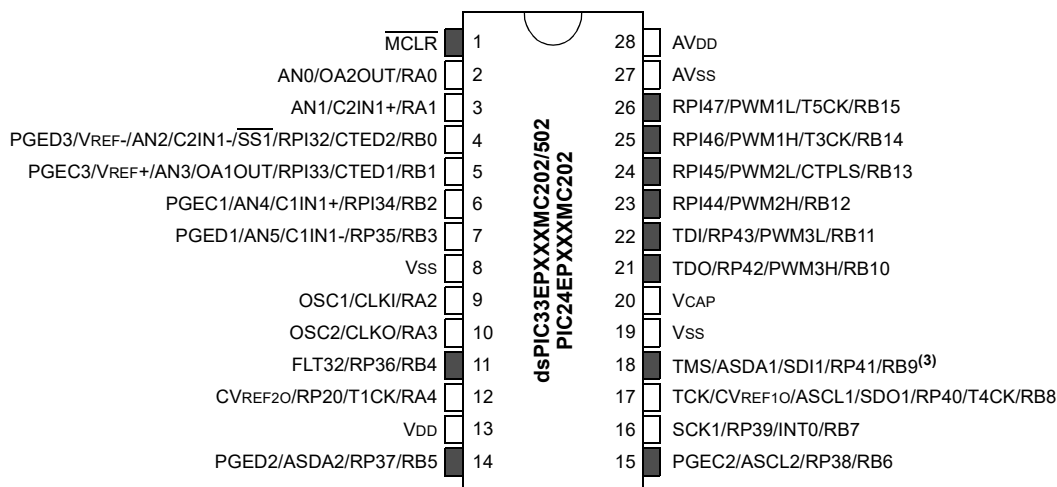 MCLR 1 28 AVDD
AN0/OA2OUT/RA0 2 27 AVSS
AN1/C2IN1+/RA1 3 26 RPI47/PWM1L/T5CK/RB15
PGED3/VREF-/AN2/C2IN1-/SS1/RPI32/CTED2/RB0 4 25 RPI46/PWM1H/T3CK/RB14
PGEC3/VREF+/AN3/OA1OUT/RPI33/CTED1/RB1 5 24 RPI45/PWM2L/CTPLS/RB13
PGEC1/AN4/C1IN1+/RPI34/RB2 6 23 RPI44/PWM2H/RB12
PGED1/AN5/C1IN1-/RP35/RB3 7 22 TDI/RP43/PWM3L/RB11
VSS 8 21 TDO/RP42/PWM3H/RB10
OSC1/CLKI/RA2 9 20 VCAP
OSC2/CLKO/RA3 10 19 VSS
FLT32/RP36/RB4 11 18 TMS/ASDA1/SDI1/RP41/RB9(3)
CVREF2O/RP20/T1CK/RA4 12 17 TCK/CVREF1O/ASCL1/SDO1/RP40/T4CK/RB8
VDD 13 16 SCK1/RP39/INT0/RB7
PGED2/ASDA2/RP37/RB5 14 15 PGEC2/ASCL2/RP38/RB6
dsPIC33EPXXXMC202/502
PIC24EPXXXMC202